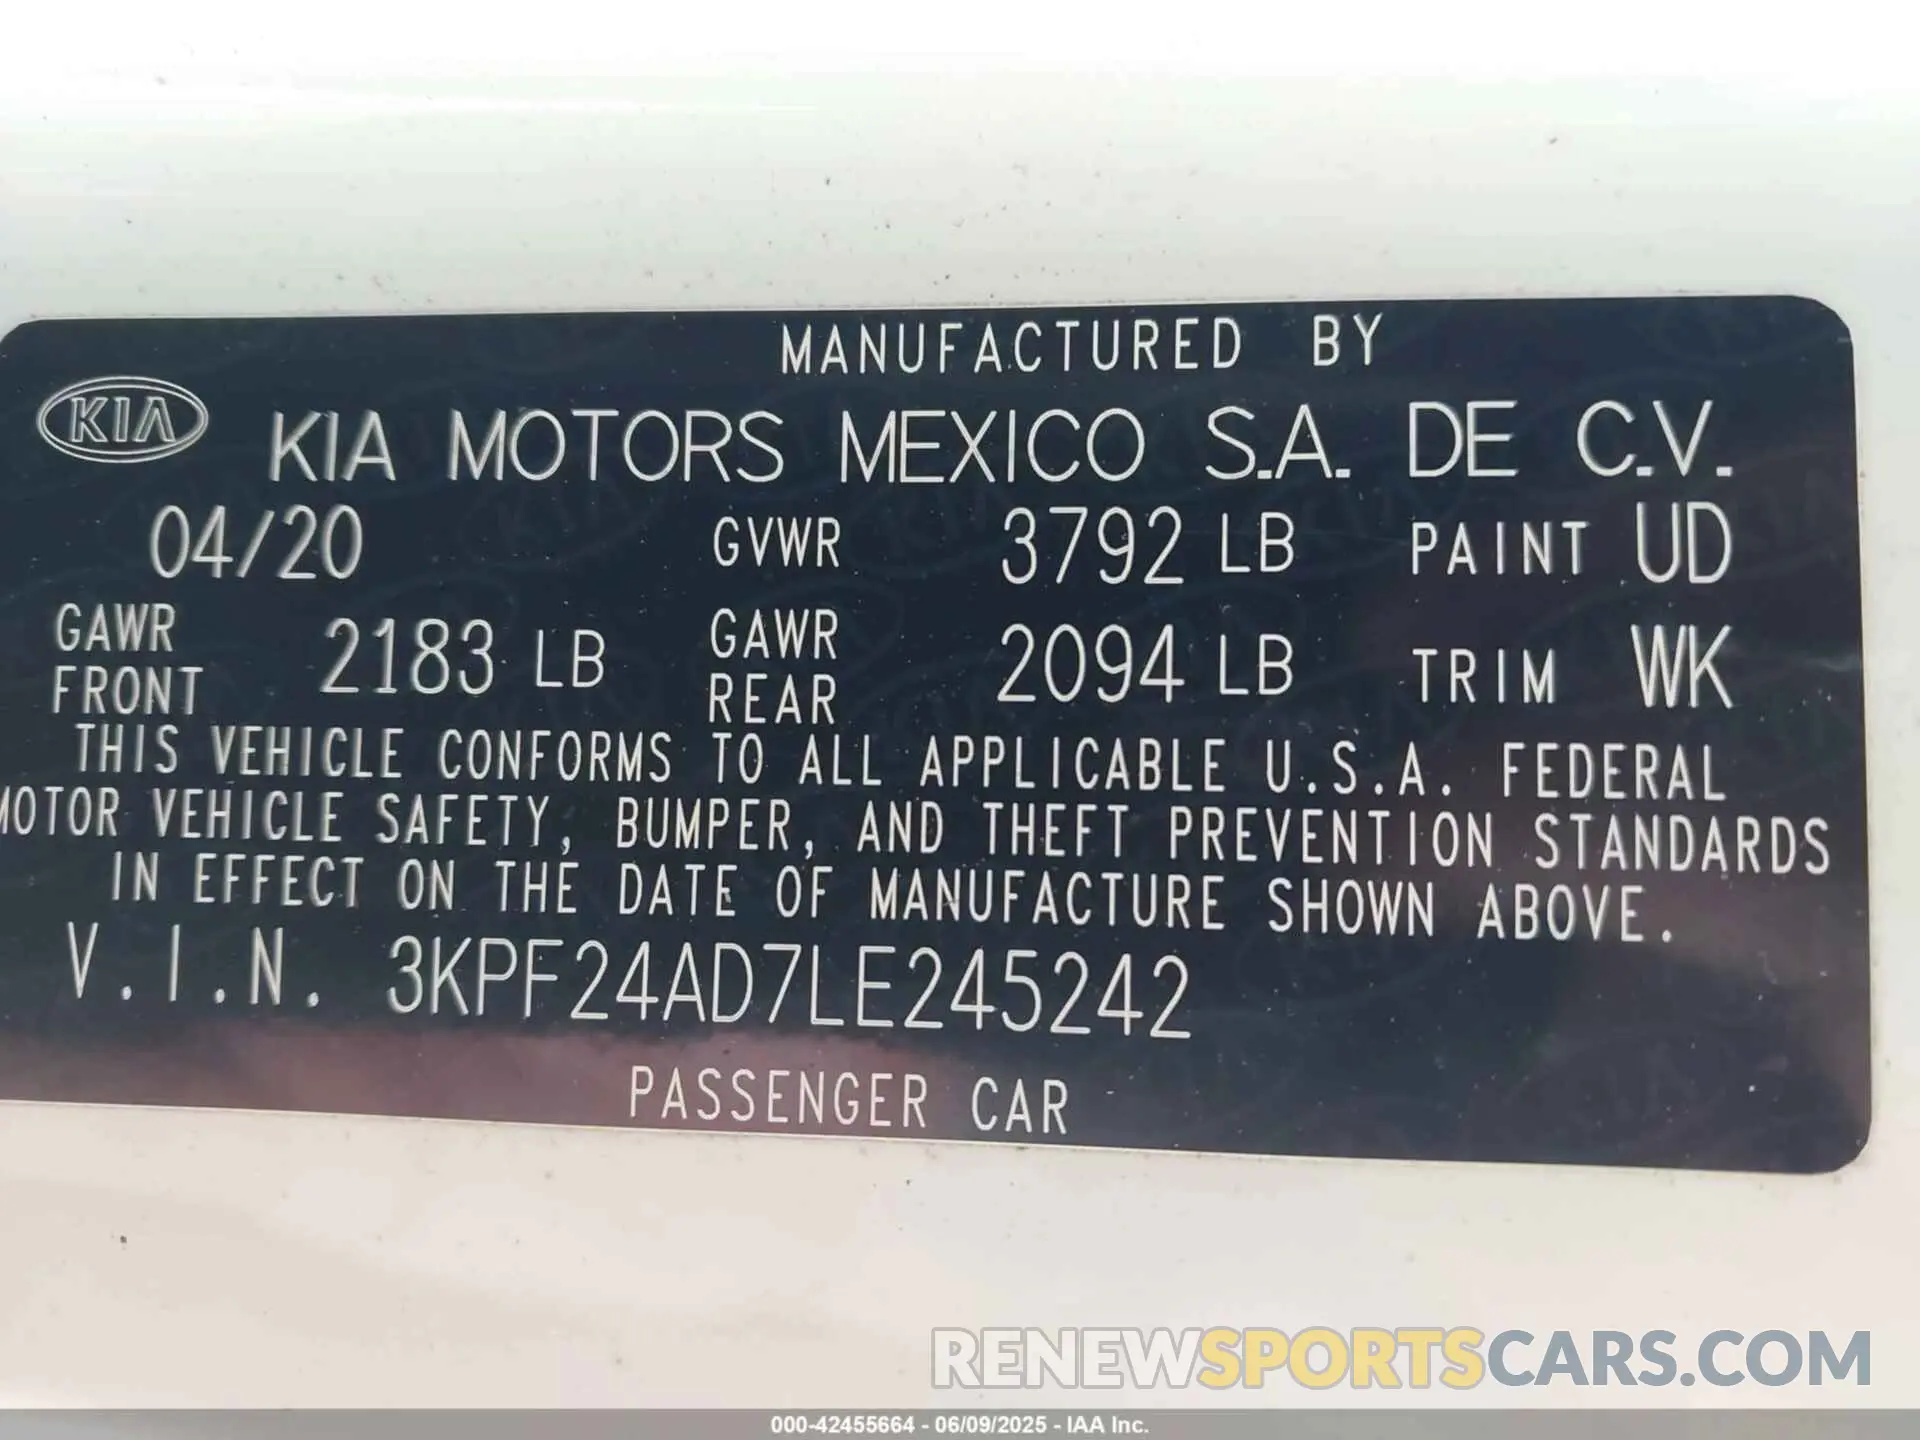 MANUFACTURED BY
KIA KIA MOTORS MEXICO S.A. DE C.V.
04/20 GVWR 3792 LB PAINT UD
GAWR FRONT 2183 LB GAWR REAR 2094 LB TRIM WK
THIS VEHICLE CONFORMS TO ALL APPLICABLE U.S.A. FEDERAL
MOTOR VEHICLE SAFETY, BUMPER, AND THEFT PREVENTION STANDARDS
IN EFFECT ON THE DATE OF MANUFACTURE SHOWN ABOVE.
V.I.N. 3KPF24AD7LE245242
PASSENGER CAR
RENEWSPORTSCARS.COM
000-42455664 - 06/09/2025 - IAA Inc.